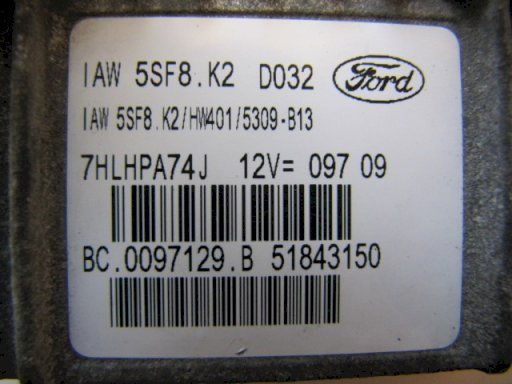 IAW 5SF8.K2 D032 Ford
IAW 5SF8.K2/HW401/5309-B13
7HLHPA74J 12V= 097 09
BC.0097129.B 51843150